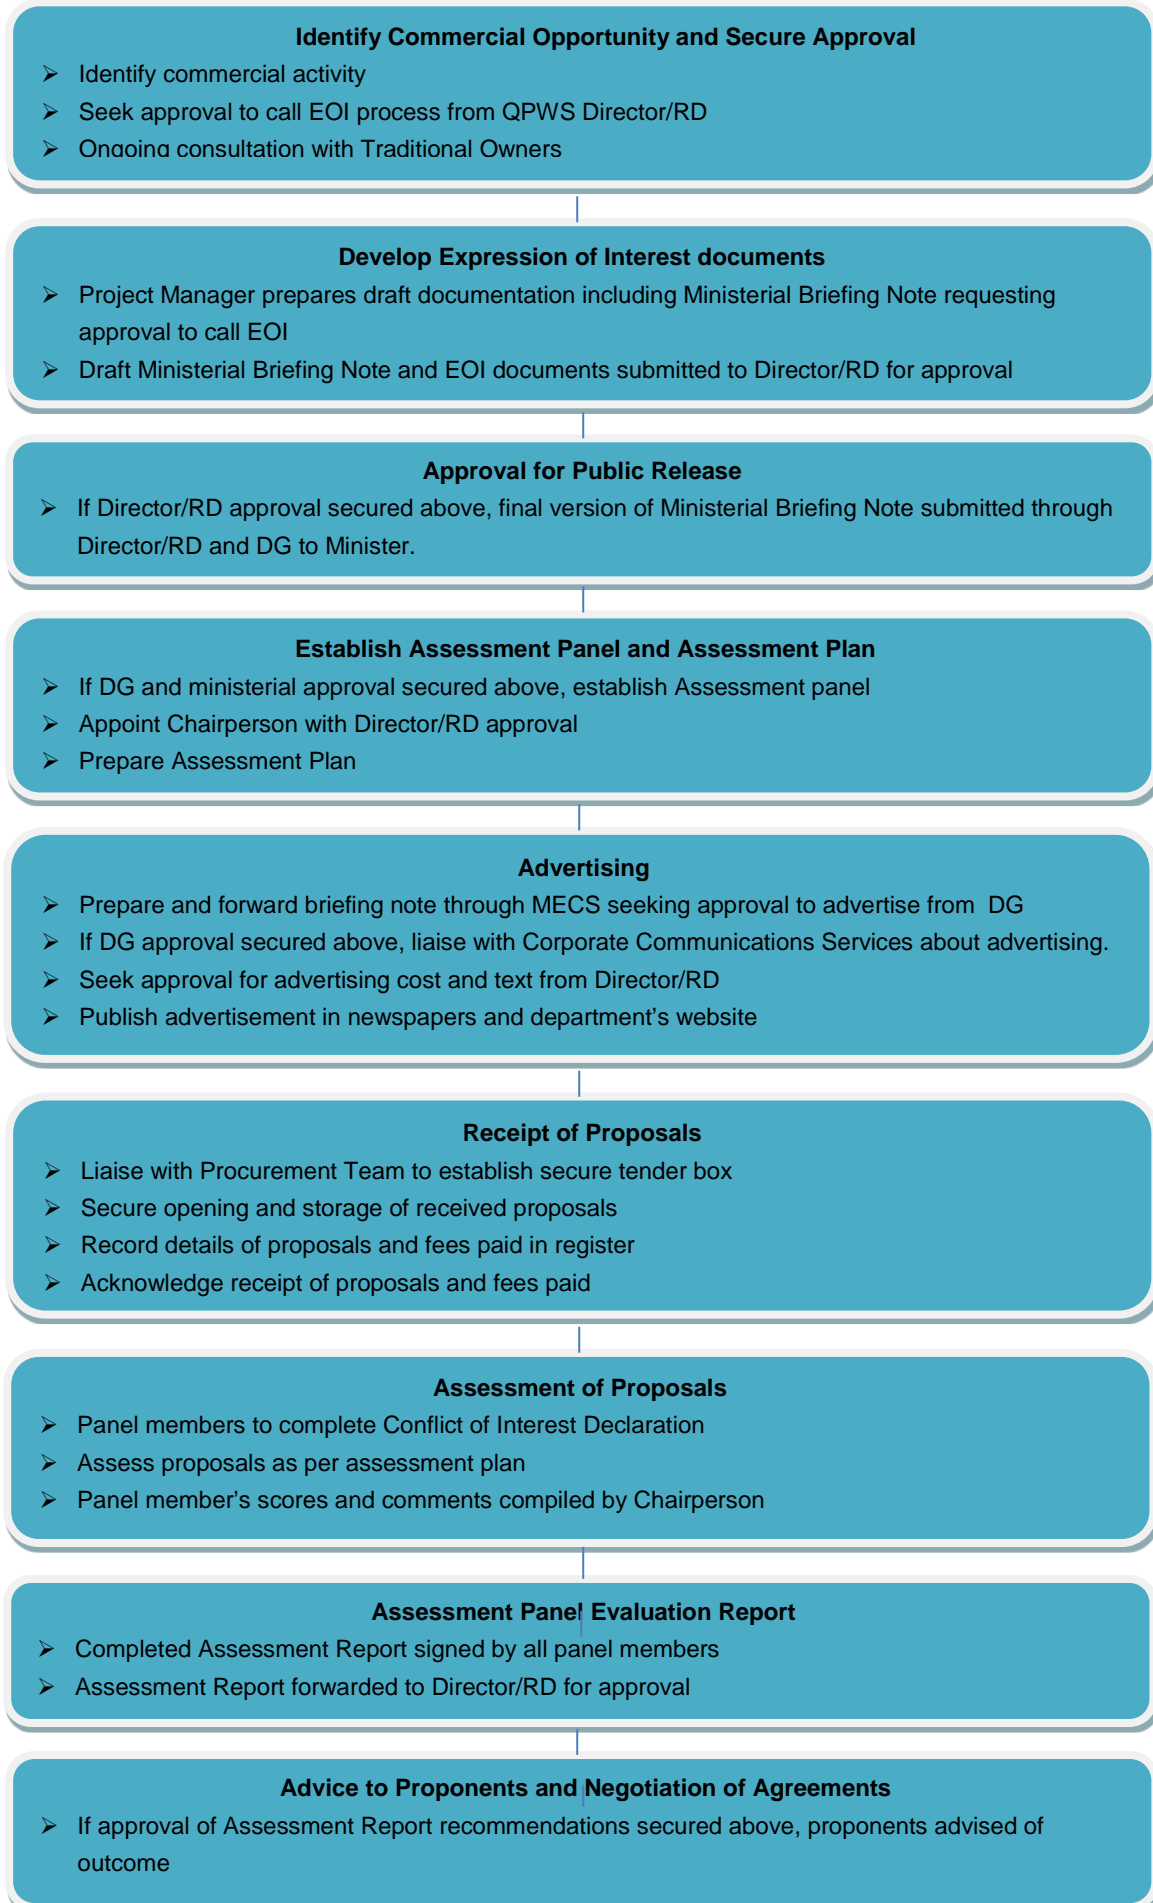 Identify Commercial Opportunity and Secure Approval
➢ Identify commercial activity
➢ Seek approval to call EOI process from QPWS Director/RD
➢ Ongoing consultation with Traditional Owners
Develop Expression of Interest documents
➢ Project Manager prepares draft documentation including Ministerial Briefing Note requesting
approval to call EOI
➢ Draft Ministerial Briefing Note and EOI documents submitted to Director/RD for approval
Approval for Public Release
➢ If Director/RD approval secured above, final version of Ministerial Briefing Note submitted through
Director/RD and DG to Minister.
Establish Assessment Panel and Assessment Plan
➢ If DG and ministerial approval secured above, establish Assessment panel
➢ Appoint Chairperson with Director/RD approval
➢ Prepare Assessment Plan
Advertising
➢ Prepare and forward briefing note through MECS seeking approval to advertise from DG
➢ If DG approval secured above, liaise with Corporate Communications Services about advertising.
➢ Seek approval for advertising cost and text from Director/RD
➢ Publish advertisement in newspapers and department's website
Receipt of Proposals
➢ Liaise with Procurement Team to establish secure tender box
➢ Secure opening and storage of received proposals
➢ Record details of proposals and fees paid in register
➢ Acknowledge receipt of proposals and fees paid
Assessment of Proposals
➢ Panel members to complete Conflict of Interest Declaration
➢ Assess proposals as per assessment plan
➢ Panel member's scores and comments compiled by Chairperson
Assessment Panel Evaluation Report
➢ Completed Assessment Report signed by all panel members
➢ Assessment Report forwarded to Director/RD for approval
Advice to Proponents and Negotiation of Agreements
➢ If approval of Assessment Report recommendations secured above, proponents advised of
outcome